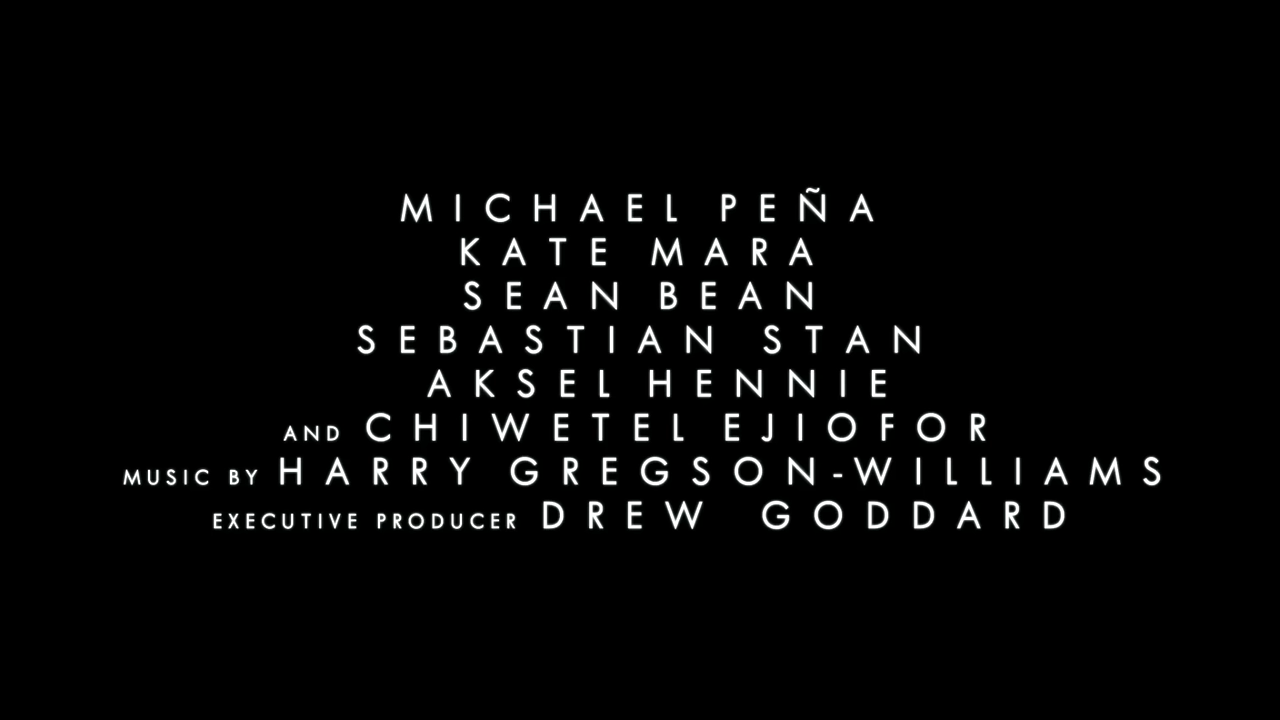 MICHAEL PEÑA
KATE MARA
SEAN BEAN
SEBASTIAN STAN
AKSEL HENNIE
AND CHIWETEL EJIOFOR
MUSIC BY HARRY GREGSON-WILLIAMS
EXECUTIVE PRODUCER DREW GODDARD